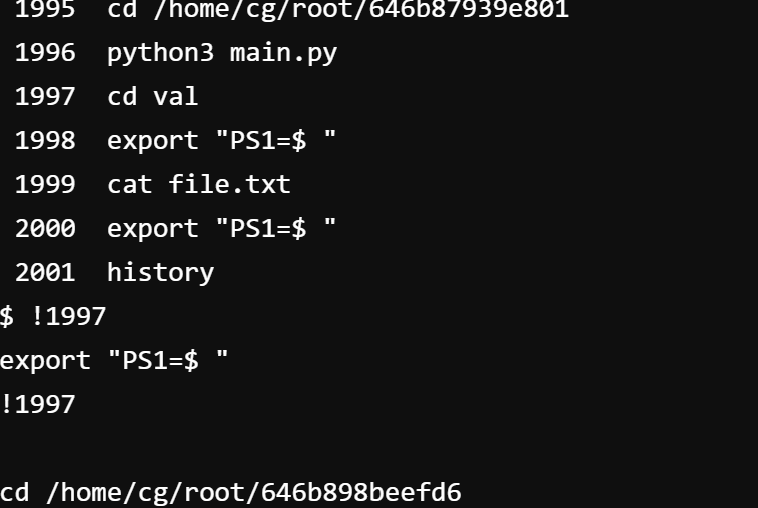 1995  cd /home/cg/root/646b87939e801
1996  python3 main.py
1997  cd val
1998  export "PS1=$ "
1999  cat file.txt
2000  export "PS1=$ "
2001  history
$ !1997
export "PS1=$ "
!1997
cd /home/cg/root/646b898beefd6